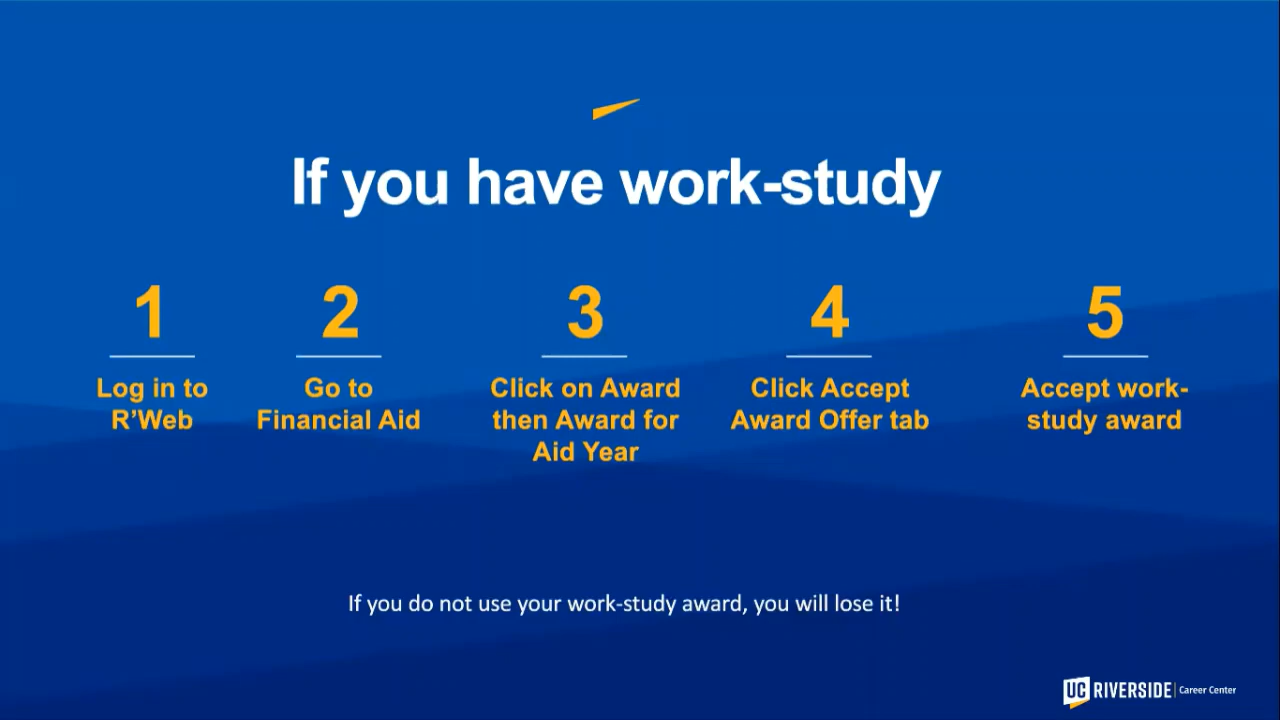 If you have work-study
1
Log in to
R’Web
2
Go to
Financial Aid
3
Click on Award
then Award for
Aid Year
4
Click Accept
Award Offer tab
5
Accept work-
study award
If you do not use your work-study award, you will lose it!
UC RIVERSIDE | Career Center